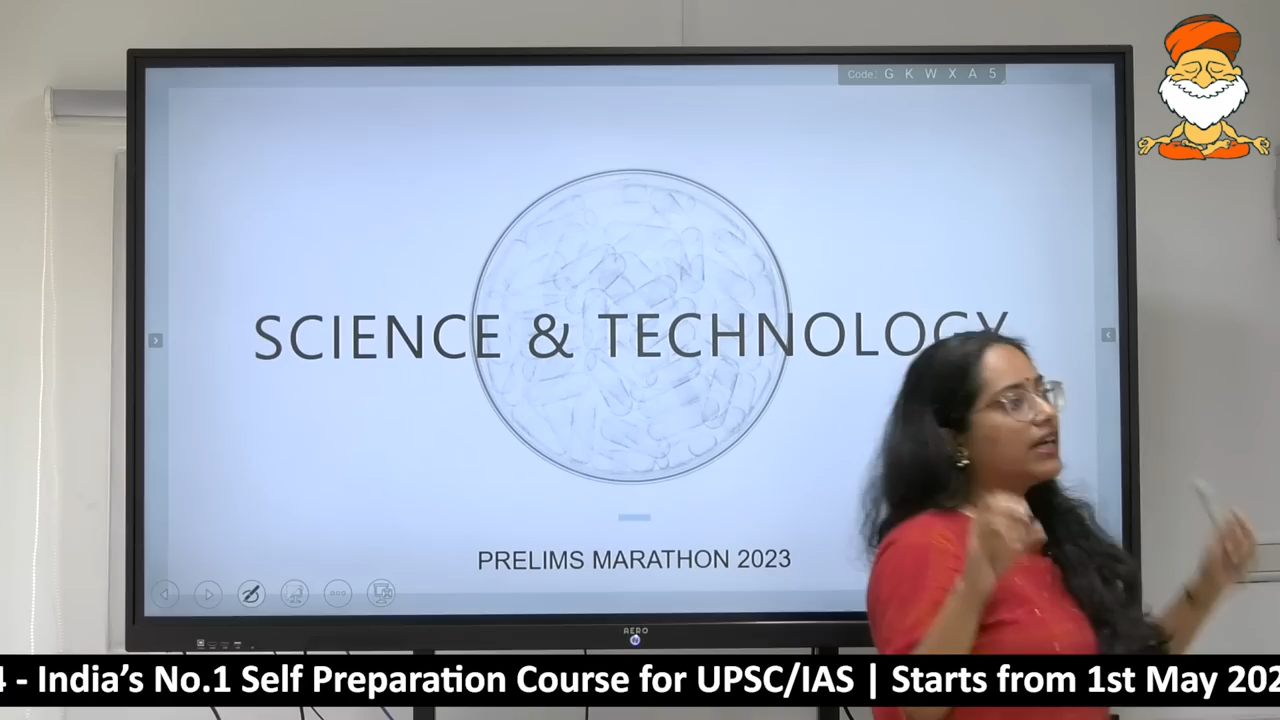 Code: G K W X A 5
SCIENCE & TECHNOLOGY
PRELIMS MARATHON 2023
AERO
- India’s No.1 Self Preparation Course for UPSC/IAS | Starts from 1st May